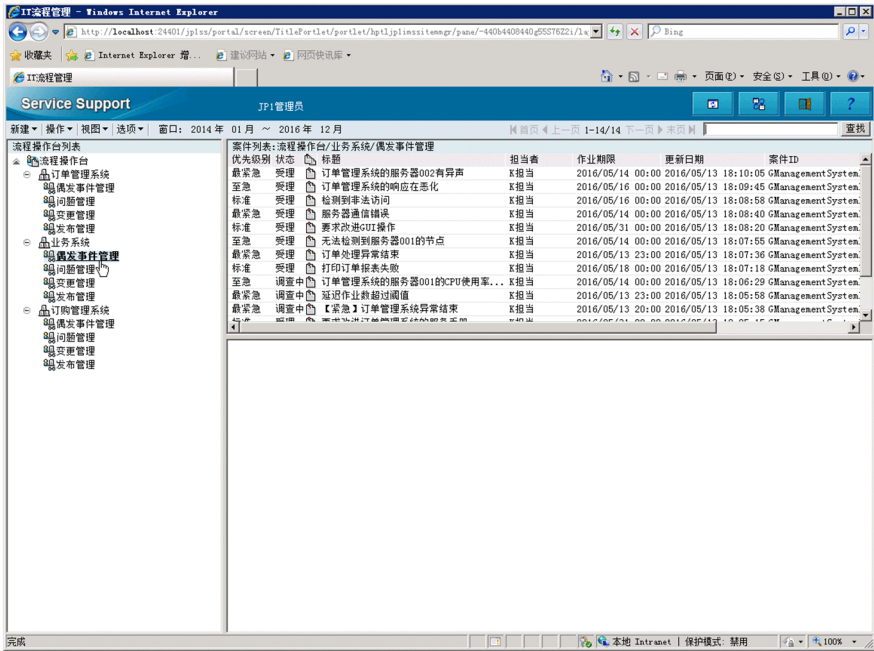 IT流程管理 - Windows Internet Explorer
http://localhost:24401/jp1ss/portal/screen/TitlePortlet/portlet/hptljp1imssitemngr/pane/-440b4408440g55S76Z2i/la
Bing
收藏夹 Internet Explorer 增... 建议网站 网页快讯库
IT流程管理
页面(P) 安全(S) 工具(O)
Service Support JP1管理员
新建 操作 视图 选项 窗口: 2014 年 01 月 ～ 2016 年 12 月 首页 上一页 1-14/14 下一页 末页 查找
流程操作台列表
流程操作台
订单管理系统
偶发事件管理
问题管理
变更管理
发布管理
业务系统
偶发事件管理
问题管理
变更管理
发布管理
订购管理系统
偶发事件管理
问题管理
变更管理
发布管理
案件列表:流程操作台/业务系统/偶发事件管理
优先级别 状态 标题 担当者 作业期限 更新日期 案件ID
最紧急 受理 订单管理系统的服务器002有异声 K担当 2016/05/14 00:00 2016/05/13 18:10:05 GManagementSystem
至急 受理 订单管理系统的响应在恶化 K担当 2016/05/16 00:00 2016/05/13 18:09:45 GManagementSystem
标准 受理 检测到非法访问 K担当 2016/05/16 00:00 2016/05/13 18:08:58 GManagementSystem
最紧急 受理 服务器通信错误 K担当 2016/05/14 00:00 2016/05/13 18:08:40 GManagementSystem
标准 受理 要求改进GUI操作 K担当 2016/05/31 00:00 2016/05/13 18:08:20 GManagementSystem
至急 受理 无法检测到服务器001的节点 K担当 2016/05/14 00:00 2016/05/13 18:07:55 GManagementSystem
最紧急 受理 订单处理异常结束 K担当 2016/05/13 23:00 2016/05/13 18:07:36 GManagementSystem
标准 受理 打印订单报表失败 K担当 2016/05/18 00:00 2016/05/13 18:07:18 GManagementSystem
至急 调查中 订单管理系统的服务器001的CPU使用率... K担当 2016/05/14 00:00 2016/05/13 18:06:29 GManagementSystem
最紧急 调查中 延迟作业数超过阈值 K担当 2016/05/13 23:00 2016/05/13 18:05:58 GManagementSystem
最紧急 调查中 【紧急】订单管理系统异常结束 K担当 2016/05/13 20:00 2016/05/13 18:05:38 GManagementSystem
完成 本地 Intranet | 保护模式: 禁用 100%